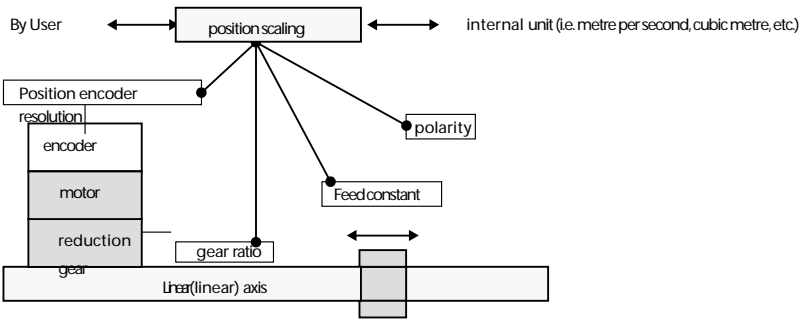 By User
position scaling
internal unit (i.e. metre per second, cubic metre, etc.)
Position encoder
resolution
polarity
encoder
motor
Feed constant
reduction
gear
gear ratio
(linear) axis